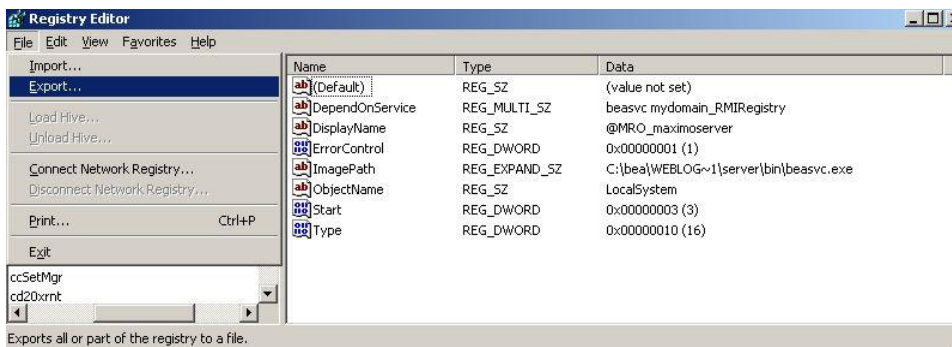 Registry Editor
File Edit View Favorites Help
Import...
Export...
Load Hive...
Unload Hive...
Connect Network Registry...
Disconnect Network Registry...
Print... Ctrl+P
Exit
ccSetMgr
cd20xrnt
Name Type Data
(Default) REG_SZ (value not set)
DependOnService REG_MULTI_SZ beasvc mydomain_RMIRegistry
DisplayName REG_SZ @MRO_maximoserver
ErrorControl REG_DWORD 0x00000001 (1)
ImagePath REG_EXPAND_SZ C:\bea\WEBLOG~1\server\bin\beasvc.exe
ObjectName REG_SZ LocalSystem
Start REG_DWORD 0x00000003 (3)
Type REG_DWORD 0x00000010 (16)
Exports all or part of the registry to a file.